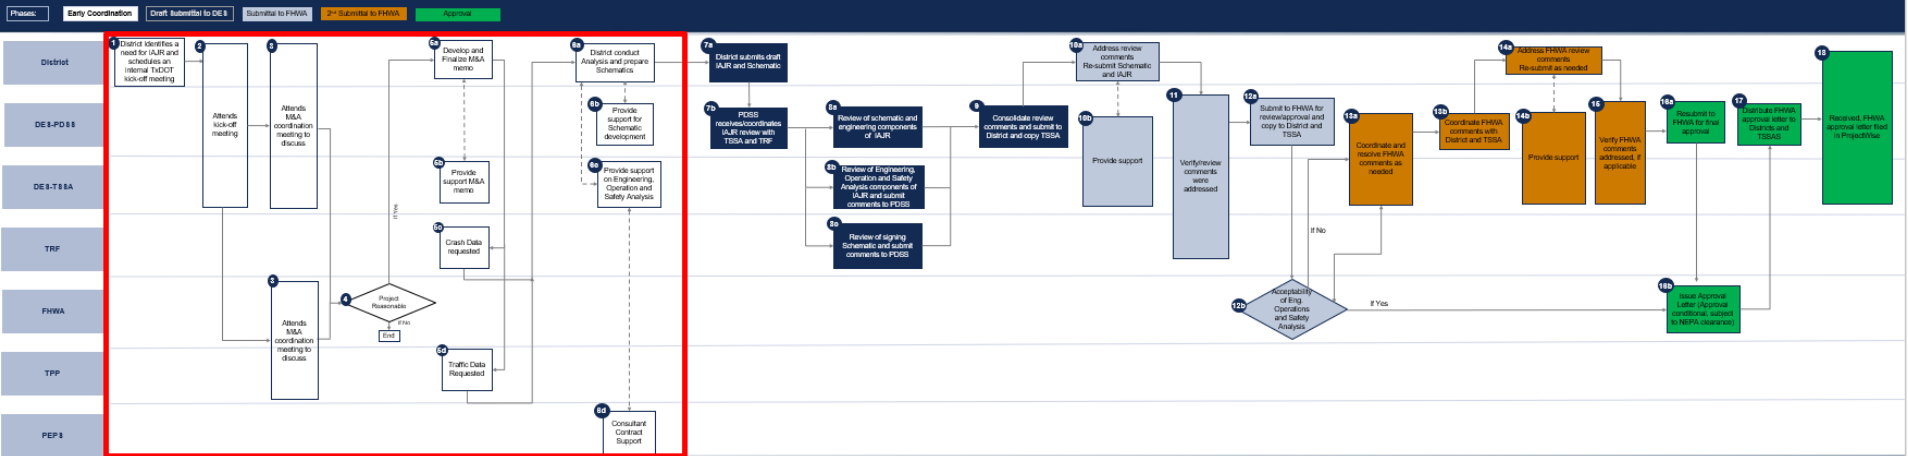 Phases:
Early Coordination
Draft Submittal to DES
Submittal to FHWA
2nd Submittal to FHWA
Approval
District
DES-PDSS
DES-TSSA
TRF
FHWA
TPP
PEPS
1
District identifies a
need for IAJR and
schedules an
internal TxDOT
kick-off meeting
2
Attends
kick-off
meeting
3
Attends
M&A
coordination
meeting to
discuss
3
Attends
M&A
coordination
meeting to
discuss
4
Project
Reasonable
If Yes
If No
End
5a
Develop and
Finalize M&A
memo
5b
Provide
support M&A
memo
5c
Crash Data
requested
5d
Traffic Data
Requested
6a
District conduct
Analysis and prepare
Schematics
6b
Provide
support for
Schematic
development
6c
Provide support
on Engineering,
Operation and
Safety Analysis
6d
Consultant
Contract
Support
7a
District submits draft
IAJR and Schematic
7b
PDSS
receives/coordinates
IAJR review with
TSSA and TRF
8a
Review of schematic and
engineering components
of IAJR
8b
Review of Engineering,
Operation and Safety
Analysis components of
IAJR and submit
comments to PDSS
8c
Review of signing
Schematic and submit
comments to PDSS
9
Consolidate review
comments and submit to
District and copy TSSA
10a
Address review
comments
Re-submit Schematic
and IAJR
10b
Provide support
11
Verify/review
comments
were
addressed
12a
Submit to FHWA for
review/approval and
copy to District and
TSSA
12b
Acceptability
of Eng.
Operations
and Safety
Analysis
If No
If Yes
13a
Coordinate and
resolve FHWA
comments as
needed
13b
Coordinate FHWA
comments with
District and TSSA
14a
Address FHWA review
comments
Re-submit as needed
14b
Provide support
15
Verify FHWA
comments
addressed, if
applicable
16a
Resubmit to
FHWA for final
approval
16b
Issue Approval
Letter (Approval
conditional, subject
to NEPA clearance)
17
Distribute FHWA
approval letter to
Districts and
TSSAS
18
Received, FHWA
approval letter filed
in ProjectWise